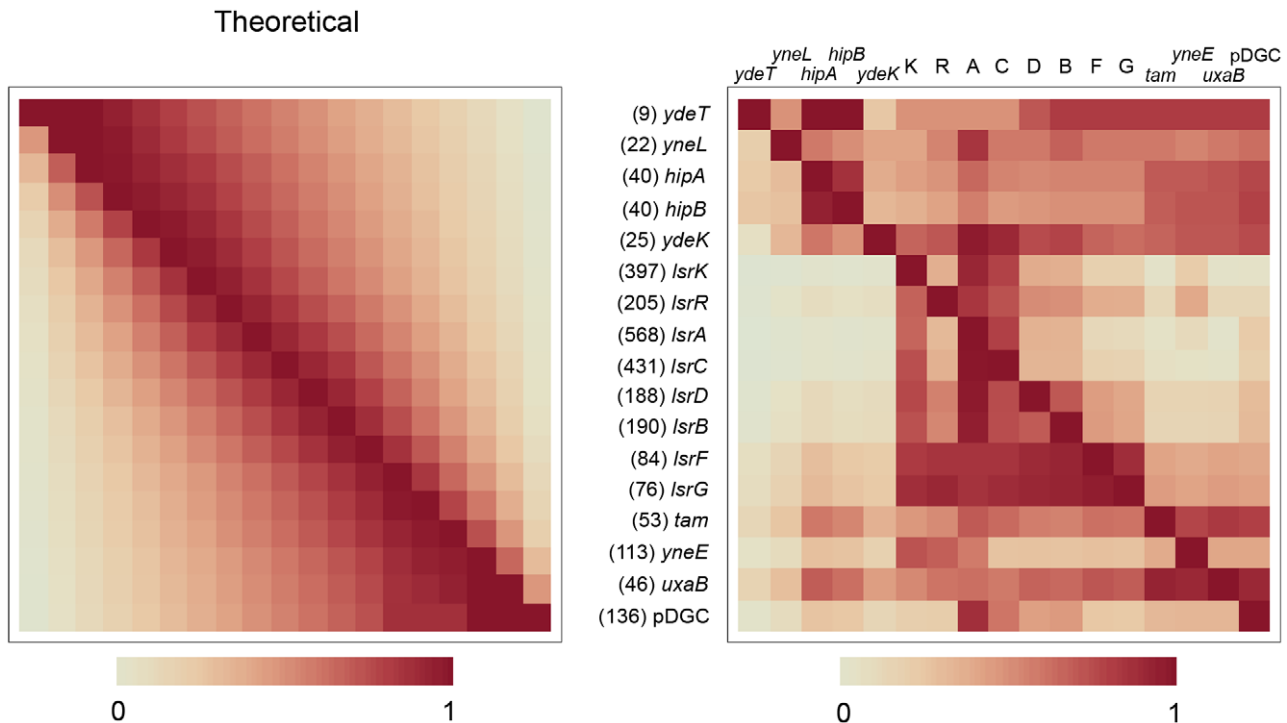 Theoretical
yneL hipB yneE pDGC
ydeT hipA ydeK K R A C D B F G tam uxaB
(9) ydeT
(22) yneL
(40) hipA
(40) hipB
(25) ydeK
(397) lsrK
(205) lsrR
(568) lsrA
(431) lsrC
(188) lsrD
(190) lsrB
(84) lsrF
(76) lsrG
(53) tam
(113) yneE
(46) uxaB
(136) pDGC
0 1 0 1